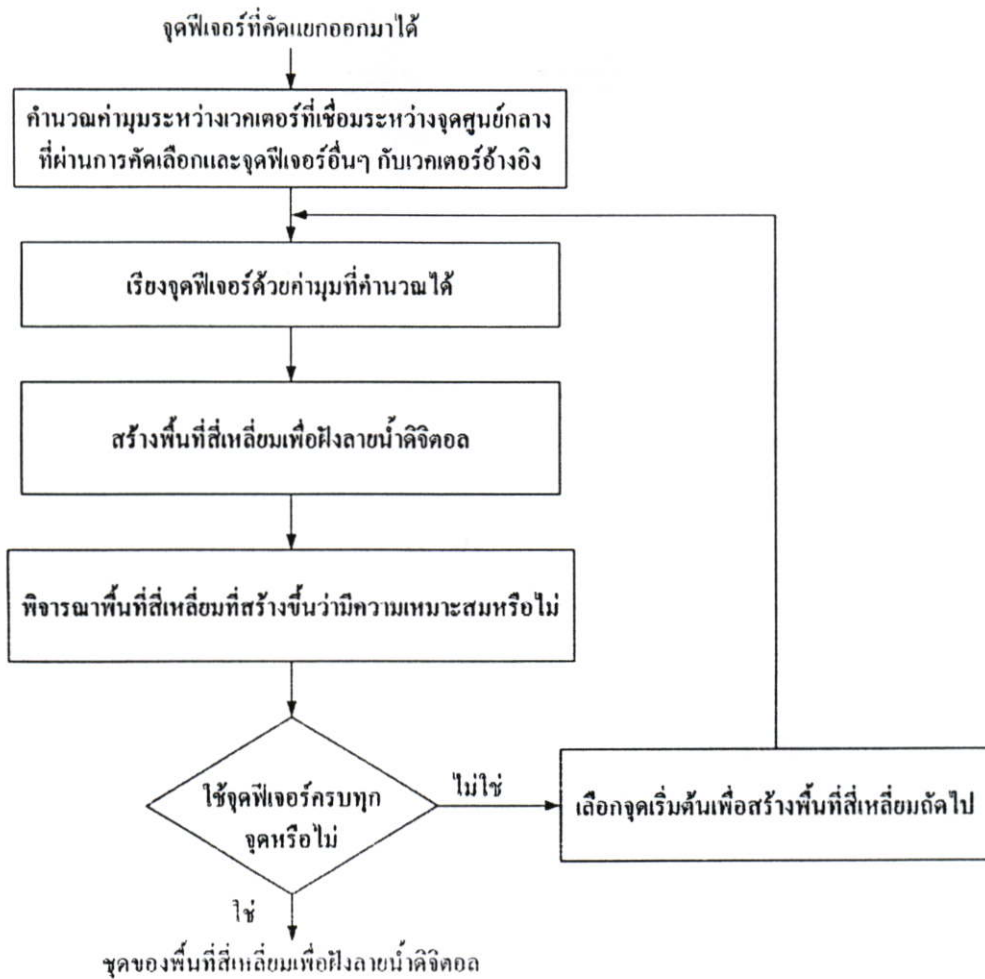 จุดฟีเจอร์ที่คัดแยกออกมาได้
คำนวณค่ามุมระหว่างเวคเตอร์ที่เชื่อมระหว่างจุดศูนย์กลาง
ที่ผ่านการคัดเลือกและจุดฟีเจอร์อื่นๆ กับเวคเตอร์อ้างอิง
เรียงจุดฟีเจอร์ด้วยค่ามุมที่คำนวณได้
สร้างพื้นที่สี่เหลี่ยมเพื่อฝังลายน้ำดิจิตอล
พิจารณาพื้นที่สี่เหลี่ยมที่สร้างขึ้นว่ามีความเหมาะสมหรือไม่
ใช้จุดฟีเจอร์ครบทุก
จุดหรือไม่
ไม่ใช่
เลือกจุดเริ่มต้นเพื่อสร้างพื้นที่สี่เหลี่ยมถัดไป
ใช่
ชุดของพื้นที่สี่เหลี่ยมเพื่อฝังลายน้ำดิจิตอล